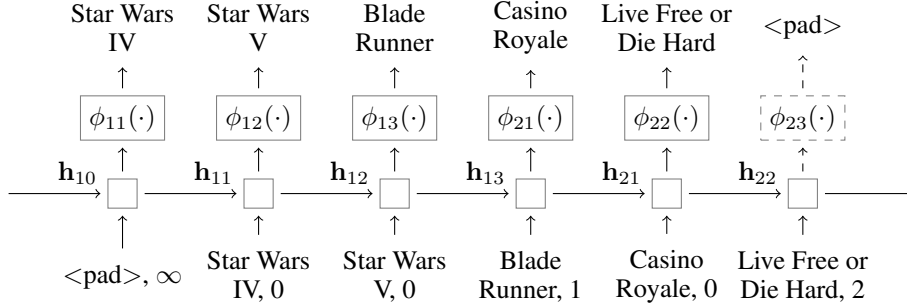 Star Wars Star Wars Blade Casino Live Free or <pad>
IV V Runner Royale Die Hard
ϕ₁₁(·) ϕ₁₂(·) ϕ₁₃(·) ϕ₂₁(·) ϕ₂₂(·) ϕ₂₃(·)
h₁₀ h₁₁ h₁₂ h₁₃ h₂₁ h₂₂
<pad>, ∞ Star Wars Star Wars Blade Casino Live Free or
IV, 0 V, 0 Runner, 1 Royale, 0 Die Hard, 2